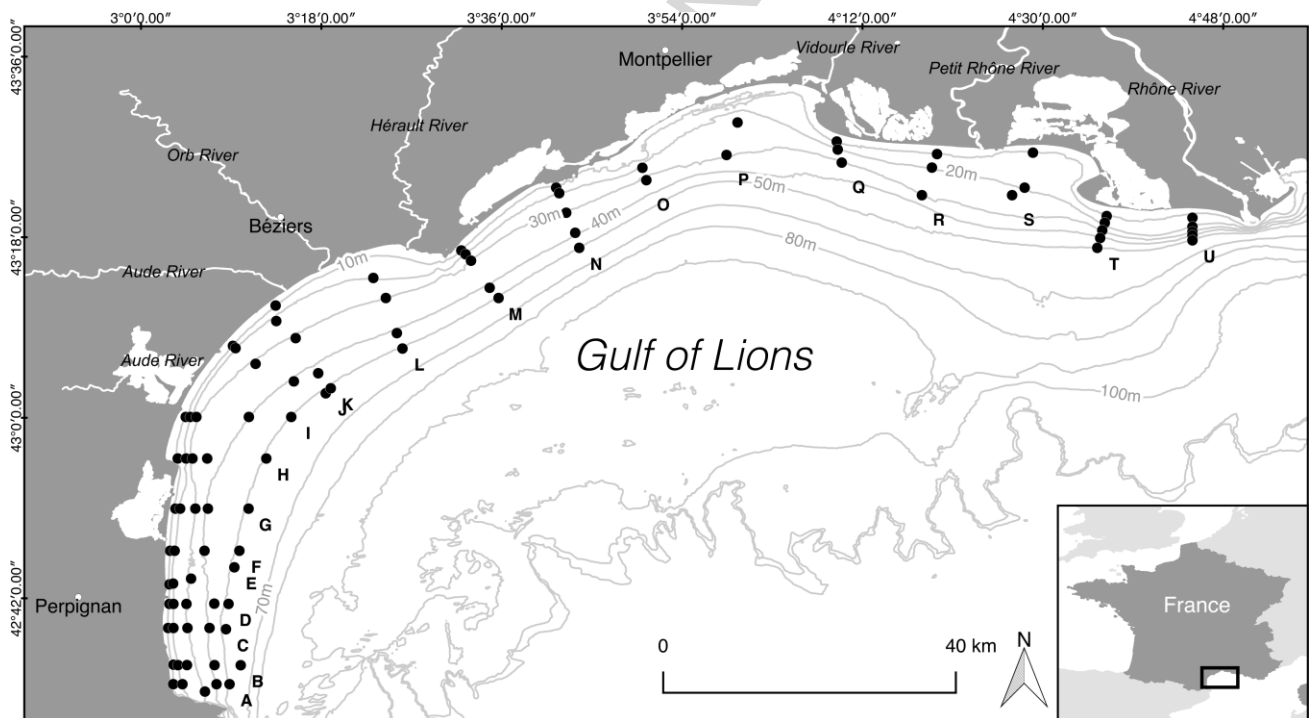 3°0′0.00″ 3°18′0.00″ 3°36′0.00″ 3°54′0.00″ 4°12′0.00″ 4°30′0.00″ 4°48′0.00″
43°36′0.00″
43°18′0.00″
43°0′0.00″
42°42′0.00″
Montpellier
Vidourle River
Petit Rhône River
Rhône River
Hérault River
Orb River
Béziers
Aude River
Aude River
Perpignan
10m
30m
40m
50m
80m
20m
100m
70m
Gulf of Lions
P
Q
O
R
S
T
U
N
M
L
K
J
I
H
G
F
E
D
C
B
A
0 40 km
N
France